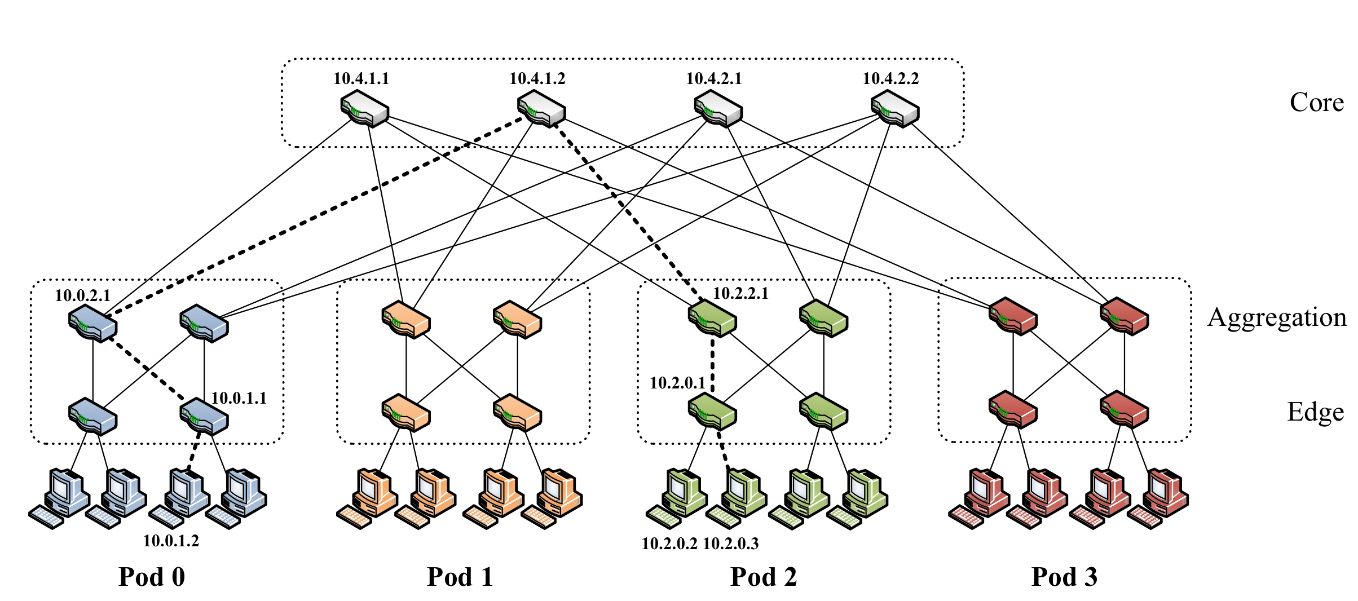 10.4.1.1 10.4.1.2 10.4.2.1 10.4.2.2
Core
10.0.2.1 10.2.2.1
Aggregation
10.2.0.1
10.0.1.1
Edge
10.0.1.2
10.2.0.2 10.2.0.3
Pod 0 Pod 1 Pod 2 Pod 3